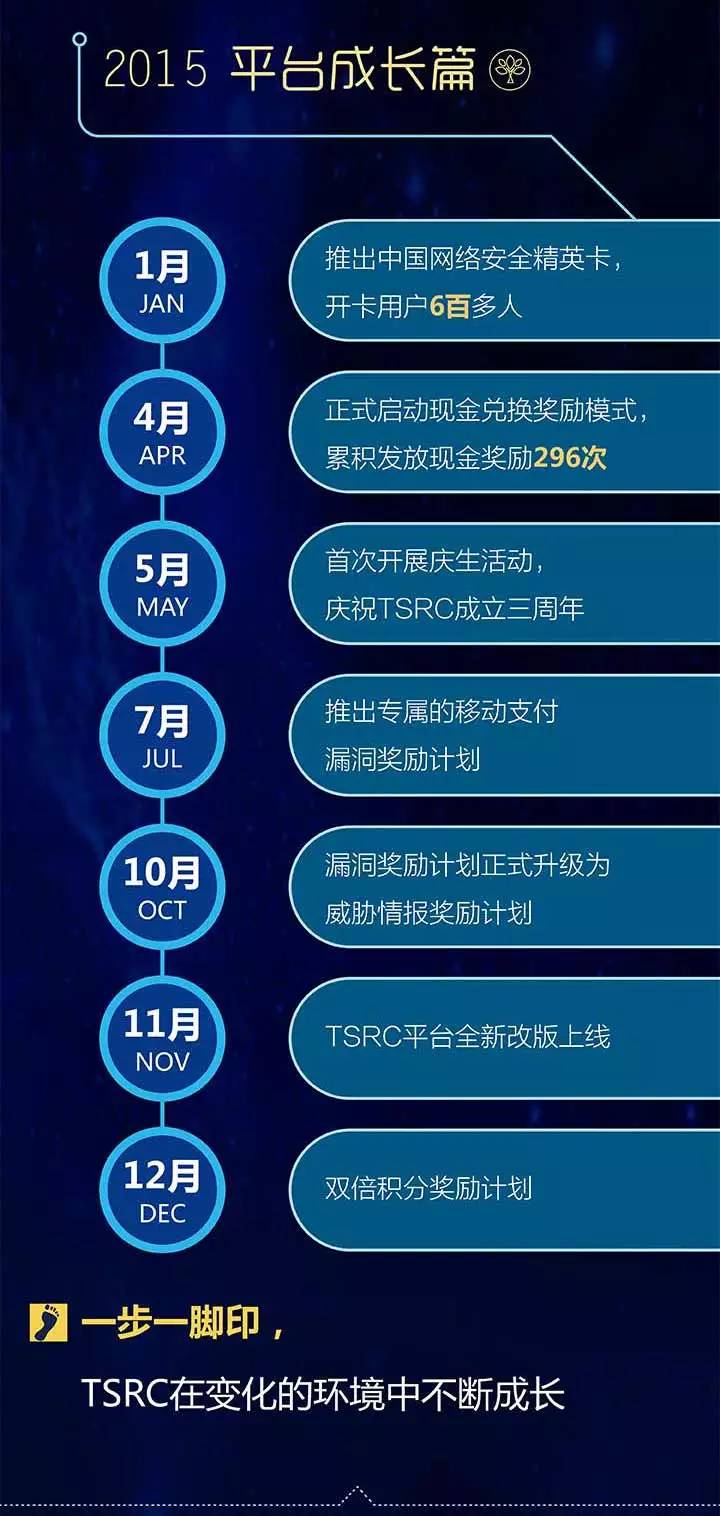 2015 平台成长篇
1月
JAN
推出中国网络安全精英卡，
开卡用户6百多人
4月
APR
正式启动现金兑换奖励模式，
累积发放现金奖励296次
5月
MAY
首次开展庆生活动，
庆祝TSRC成立三周年
7月
JUL
推出专属的移动支付
漏洞奖励计划
10月
OCT
漏洞奖励计划正式升级为
威胁情报奖励计划
11月
NOV
TSRC平台全新改版上线
12月
DEC
双倍积分奖励计划
一步一脚印，
TSRC在变化的环境中不断成长